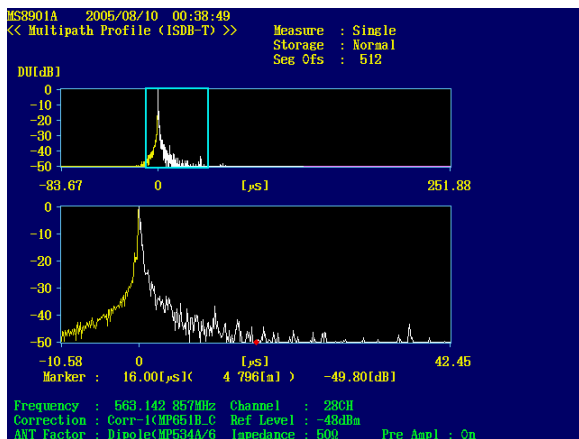 MS8901A 2005/08/10 00:38:49
<< Multipath Profile (ISDB-T) >> Measure : Single
Storage : Normal
Seg Ofs : 512
DU[dB]
0
-10
-20
-30
-40
-50
-83.67 0 [μS] 251.88
0
-10
-20
-30
-40
-50
-10.58 0 [μS] 42.45
Marker : 16.00[μS]( 4 796[m] ) -49.80[dB]
Frequency : 563.142 857MHz Channel : 28CH
Correction : Corr-1(MP651B_C Ref Level : -48dBm
ANT Factor : Dipole(MP534A/6 Impedance : 50Ω Pre Ampl : On